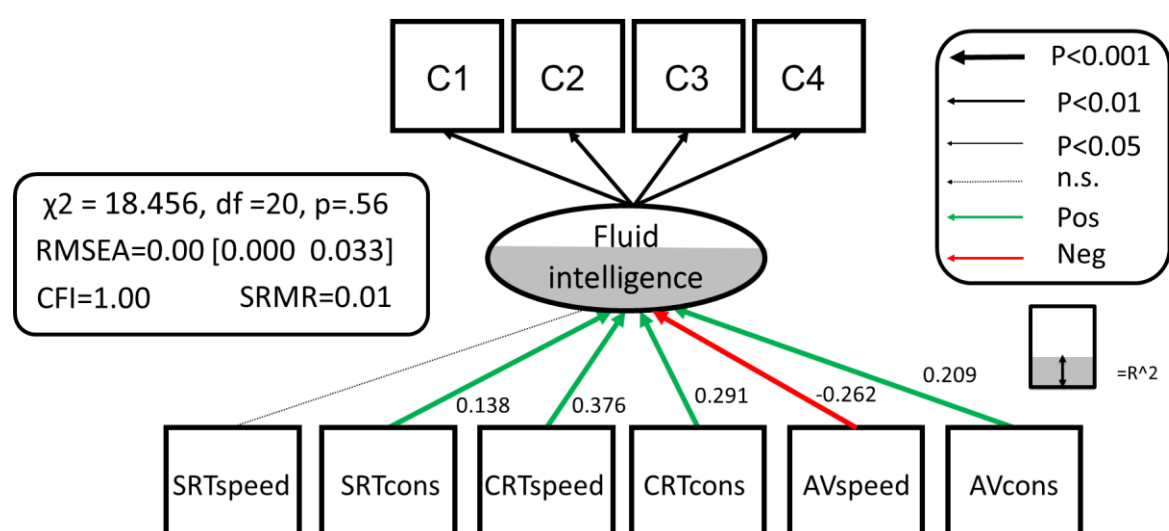 C1 C2 C3 C4
P<0.001
P<0.01
P<0.05
n.s.
Pos
Neg
χ2 = 18.456, df =20, p=.56
RMSEA=0.00 [0.000 0.033]
CFI=1.00 SRMR=0.01
Fluid
intelligence
=R^2
0.138 0.376 0.291 -0.262 0.209
SRTspeed SRTcons CRTspeed CRTcons AVspeed AVcons